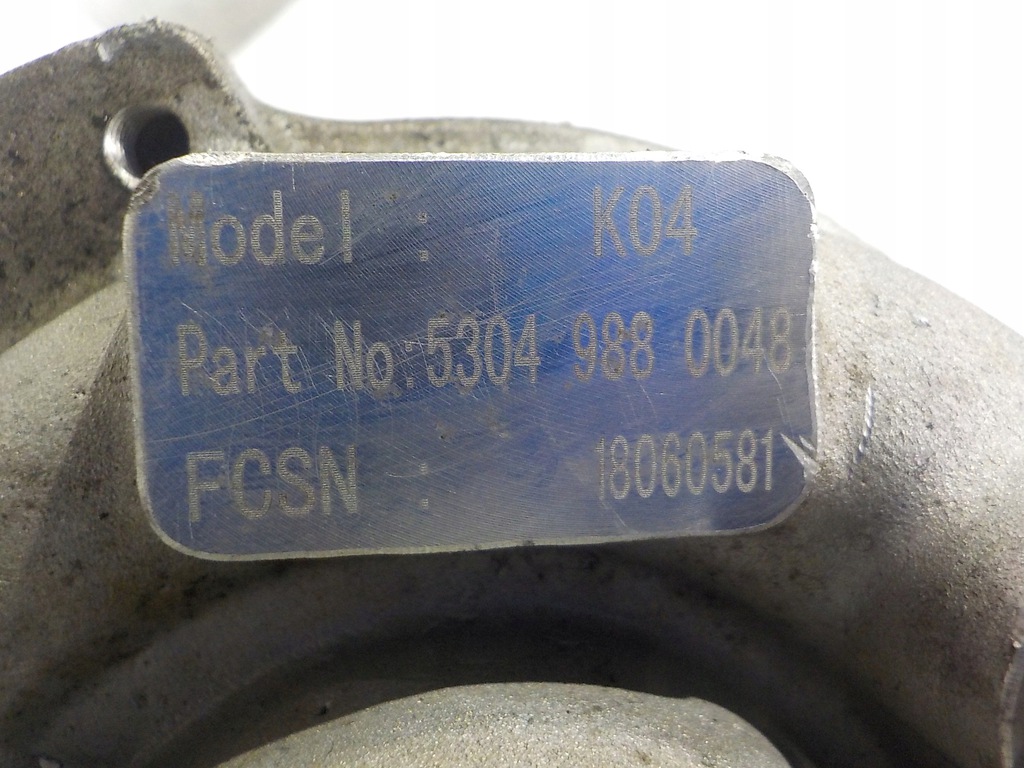 Model : K04
Part No.5304 988 0048
FCSN : 18060581